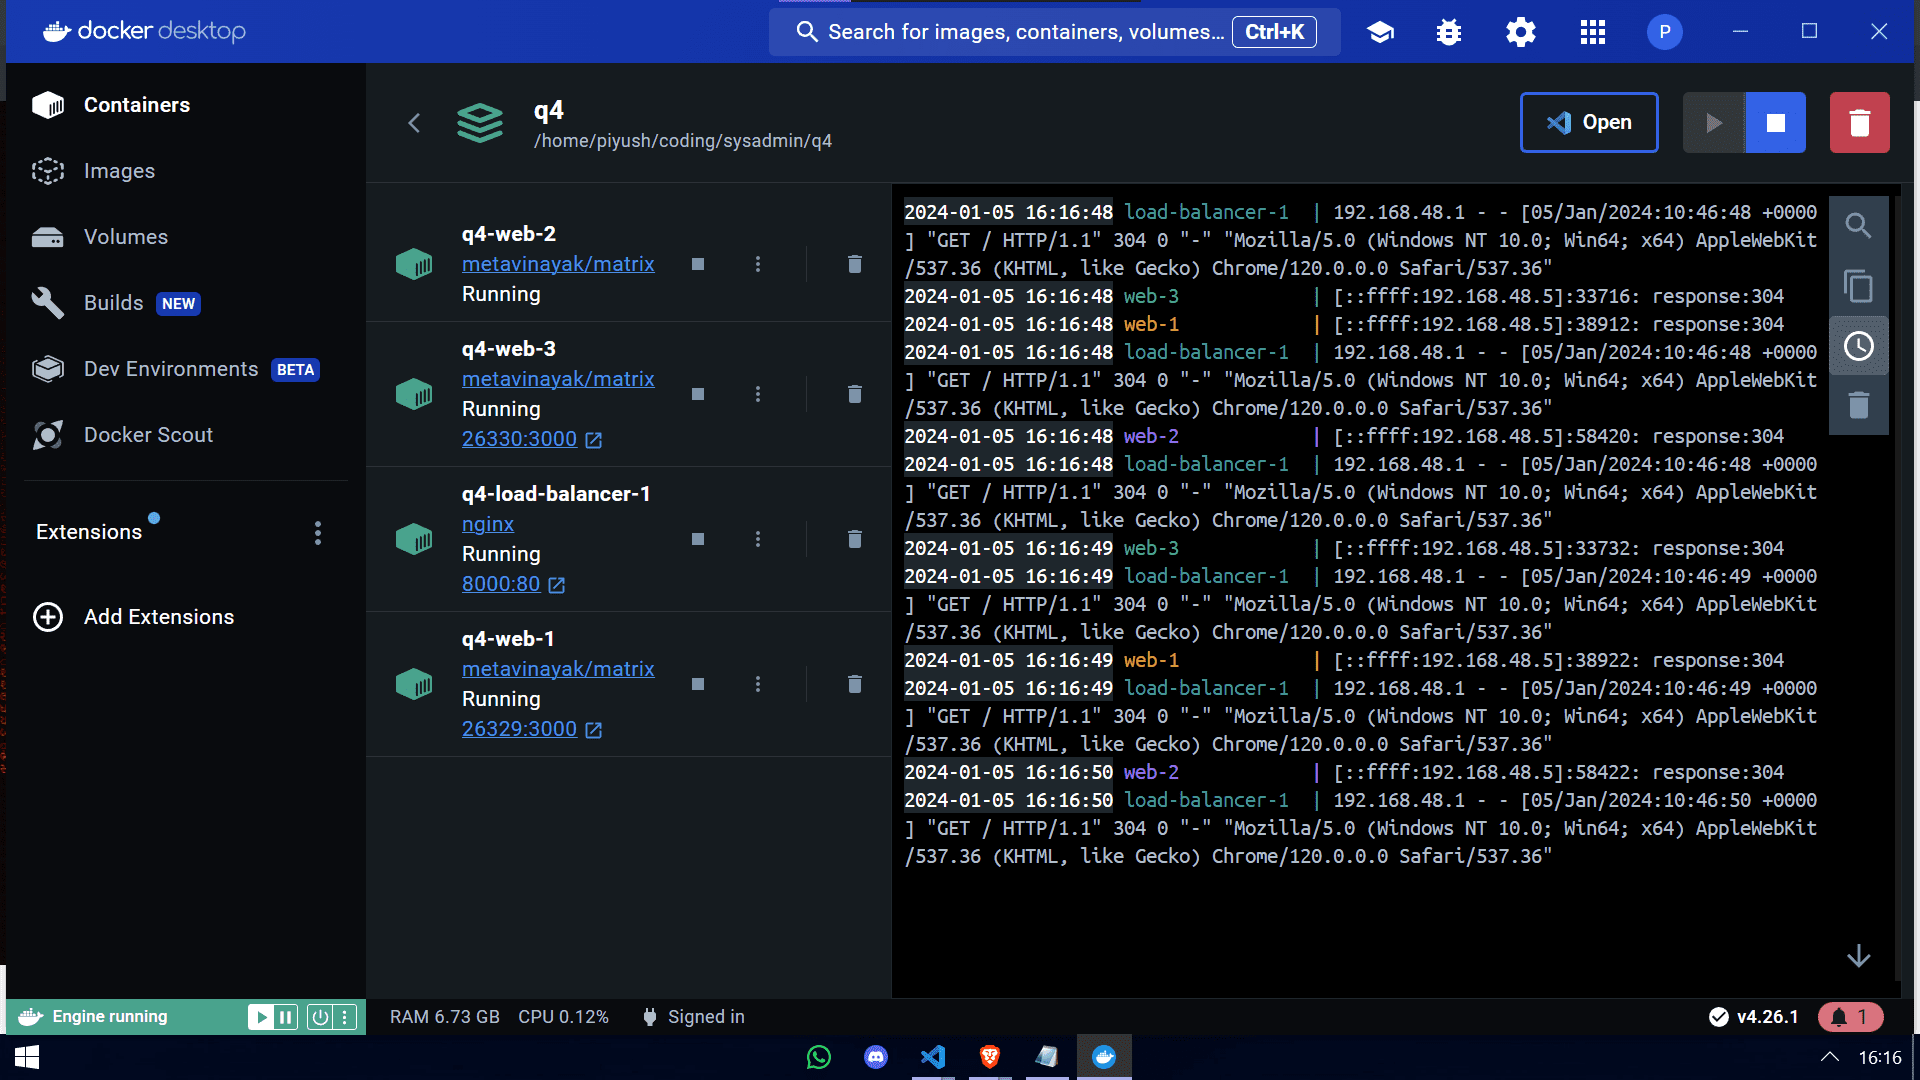 docker desktop
Search for images, containers, volumes... Ctrl+K
P
Containers
Images
Volumes
Builds NEW
Dev Environments BETA
Docker Scout
Extensions
Add Extensions
q4
/home/piyush/coding/sysadmin/q4
Open
q4-web-2
metavinayak/matrix
Running
q4-web-3
metavinayak/matrix
Running
26330:3000
q4-load-balancer-1
nginx
Running
8000:80
q4-web-1
metavinayak/matrix
Running
26329:3000
2024-01-05 16:16:48 load-balancer-1 | 192.168.48.1 - - [05/Jan/2024:10:46:48 +0000
] "GET / HTTP/1.1" 304 0 "-" "Mozilla/5.0 (Windows NT 10.0; Win64; x64) AppleWebKit
/537.36 (KHTML, like Gecko) Chrome/120.0.0.0 Safari/537.36"
2024-01-05 16:16:48 web-3 | [::ffff:192.168.48.5]:33716: response:304
2024-01-05 16:16:48 web-1 | [::ffff:192.168.48.5]:38912: response:304
2024-01-05 16:16:48 load-balancer-1 | 192.168.48.1 - - [05/Jan/2024:10:46:48 +0000
] "GET / HTTP/1.1" 304 0 "-" "Mozilla/5.0 (Windows NT 10.0; Win64; x64) AppleWebKit
/537.36 (KHTML, like Gecko) Chrome/120.0.0.0 Safari/537.36"
2024-01-05 16:16:48 web-2 | [::ffff:192.168.48.5]:58420: response:304
2024-01-05 16:16:48 load-balancer-1 | 192.168.48.1 - - [05/Jan/2024:10:46:48 +0000
] "GET / HTTP/1.1" 304 0 "-" "Mozilla/5.0 (Windows NT 10.0; Win64; x64) AppleWebKit
/537.36 (KHTML, like Gecko) Chrome/120.0.0.0 Safari/537.36"
2024-01-05 16:16:49 web-3 | [::ffff:192.168.48.5]:33732: response:304
2024-01-05 16:16:49 load-balancer-1 | 192.168.48.1 - - [05/Jan/2024:10:46:49 +0000
] "GET / HTTP/1.1" 304 0 "-" "Mozilla/5.0 (Windows NT 10.0; Win64; x64) AppleWebKit
/537.36 (KHTML, like Gecko) Chrome/120.0.0.0 Safari/537.36"
2024-01-05 16:16:49 web-1 | [::ffff:192.168.48.5]:38922: response:304
2024-01-05 16:16:49 load-balancer-1 | 192.168.48.1 - - [05/Jan/2024:10:46:49 +0000
] "GET / HTTP/1.1" 304 0 "-" "Mozilla/5.0 (Windows NT 10.0; Win64; x64) AppleWebKit
/537.36 (KHTML, like Gecko) Chrome/120.0.0.0 Safari/537.36"
2024-01-05 16:16:50 web-2 | [::ffff:192.168.48.5]:58422: response:304
2024-01-05 16:16:50 load-balancer-1 | 192.168.48.1 - - [05/Jan/2024:10:46:50 +0000
] "GET / HTTP/1.1" 304 0 "-" "Mozilla/5.0 (Windows NT 10.0; Win64; x64) AppleWebKit
/537.36 (KHTML, like Gecko) Chrome/120.0.0.0 Safari/537.36"
Engine running
RAM 6.73 GB CPU 0.12% Signed in
v4.26.1 1
16:16